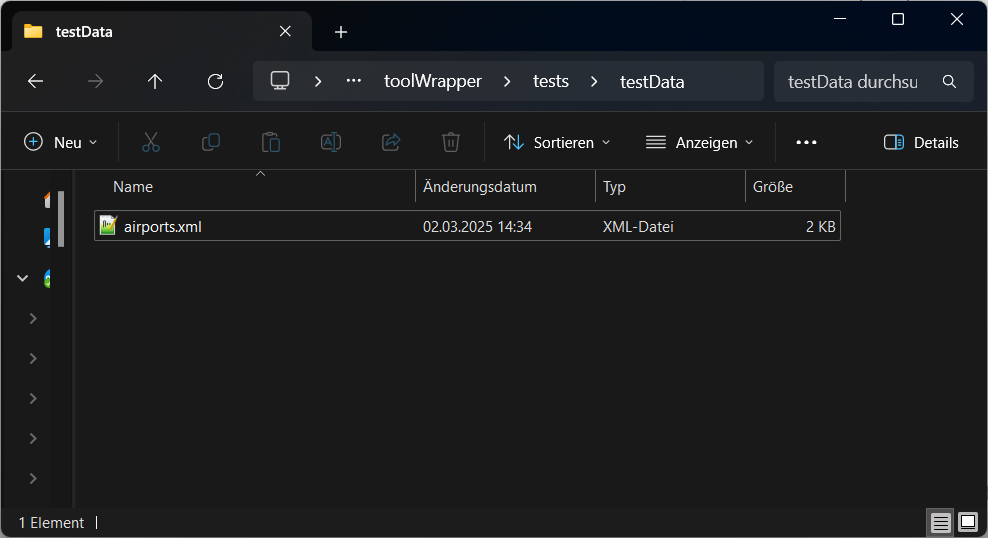 testData
toolWrapper tests testData
testData durchsu
Neu Sortieren Anzeigen Details
Name Änderungsdatum Typ Größe
airports.xml 02.03.2025 14:34 XML-Datei 2 KB
1 Element